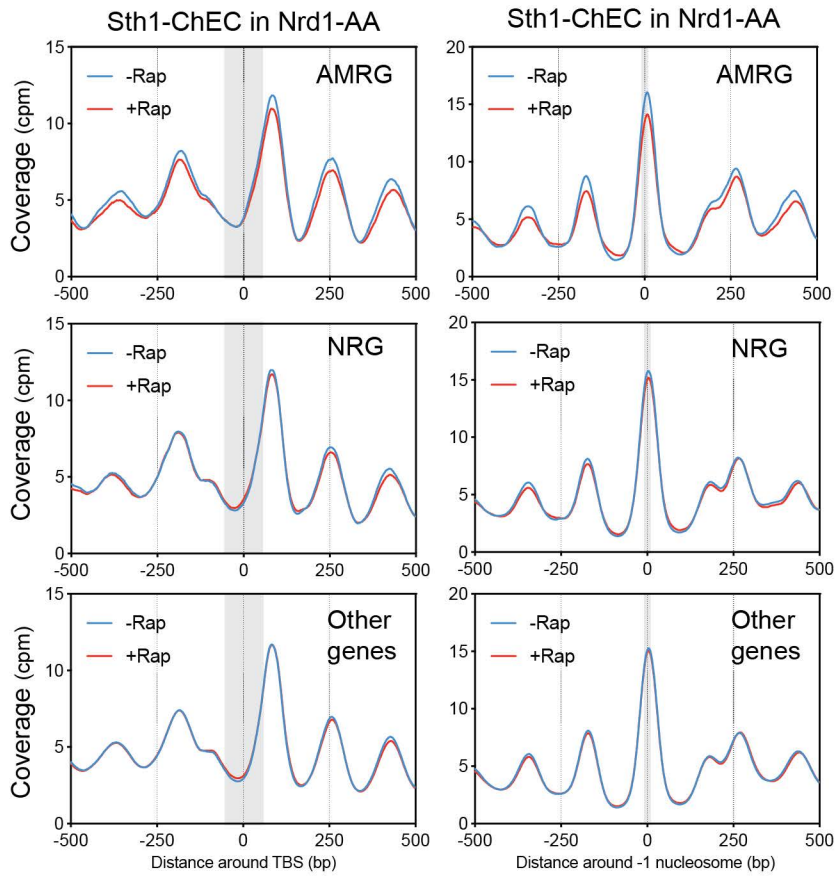 Sth1-ChEC in Nrd1-AA
Sth1-ChEC in Nrd1-AA
15
10
5
0
Coverage (cpm)
-Rap
+Rap
AMRG
-500 -250 0 250 500
20
15
10
5
0
-Rap
+Rap
AMRG
-500 -250 0 250 500
15
10
5
0
Coverage (cpm)
-Rap
+Rap
NRG
-500 -250 0 250 500
20
15
10
5
0
-Rap
+Rap
NRG
-500 -250 0 250 500
15
10
5
0
Coverage (cpm)
-Rap
+Rap
Other
genes
-500 -250 0 250 500
Distance around TBS (bp)
20
15
10
5
0
-Rap
+Rap
Other
genes
-500 -250 0 250 500
Distance around -1 nucleosome (bp)